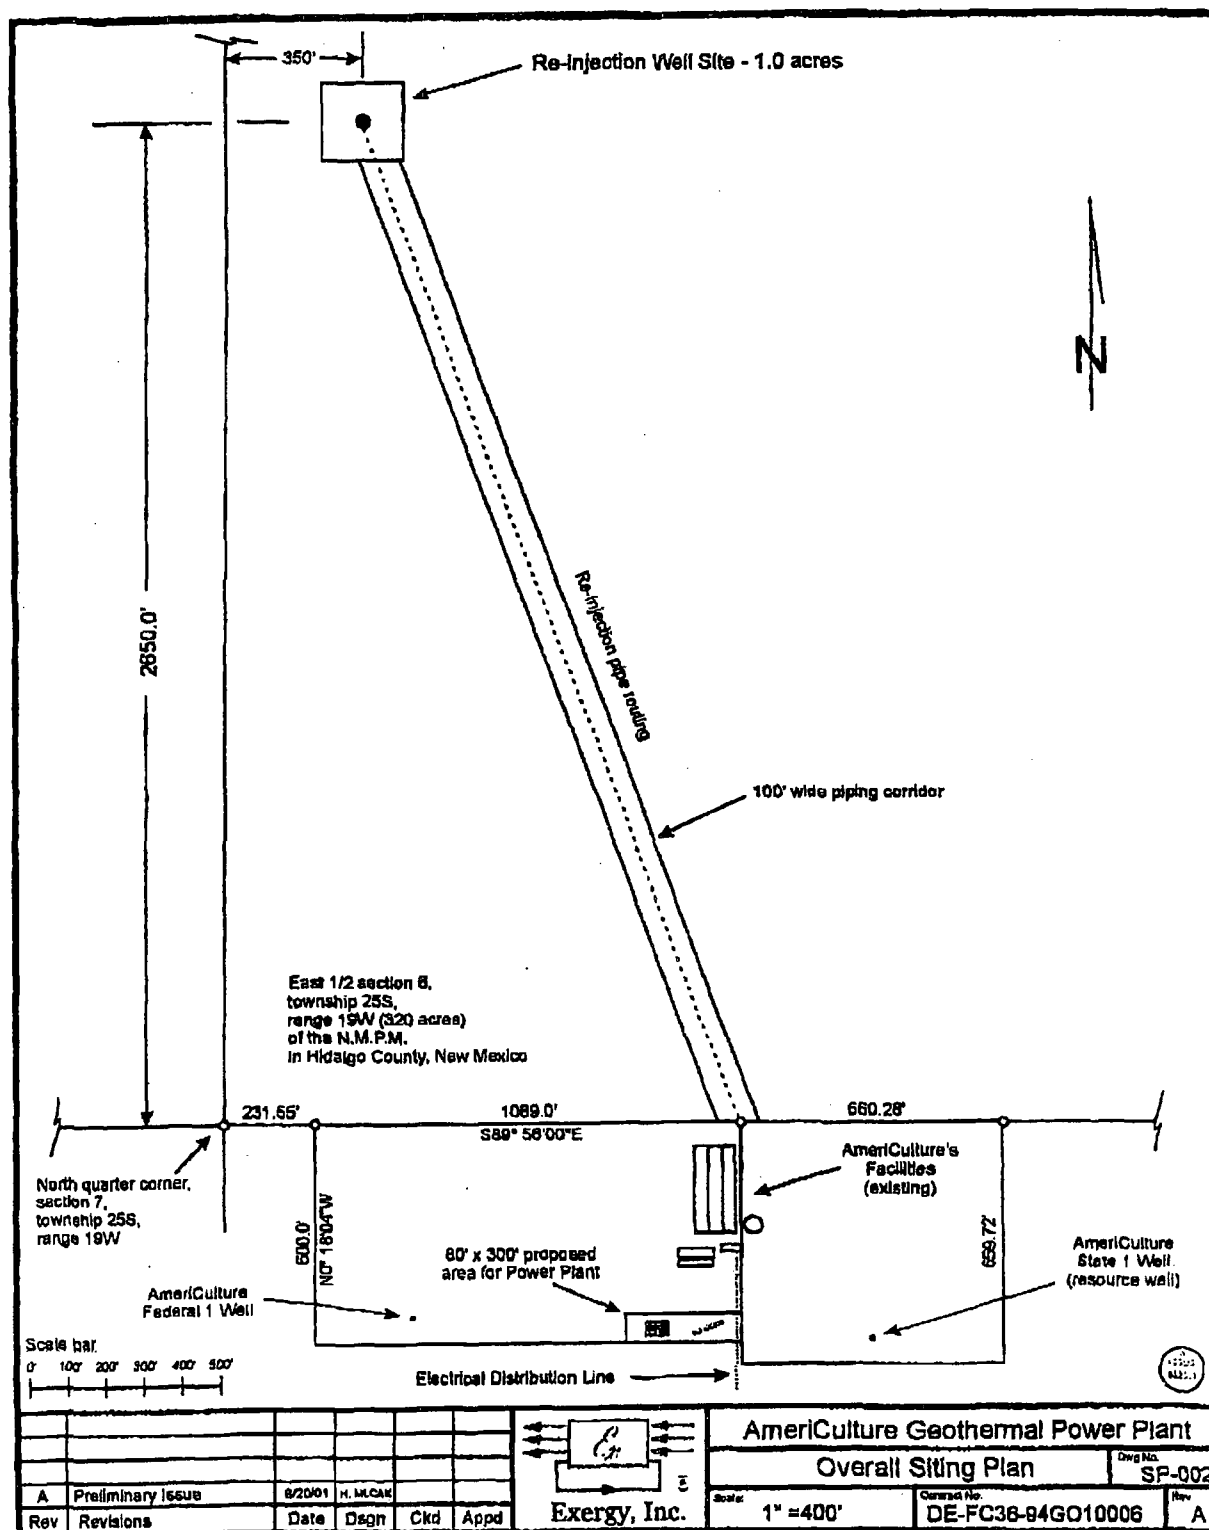 350'
Re-Injection Well Site - 1.0 acres
N
2650.0'
Re-injection pipe routing
100' wide piping corridor
East 1/2 section 6,
township 25S,
range 19W (320 acres)
of the N.M.P.M.
in Hidalgo County, New Mexico
231.55'
1089.0'
660.28'
S89° 56'00"E
North quarter corner,
section 7,
township 25S,
range 19W
600.0'
N0° 18'04"W
AmeriCulture's
Facilities
(existing)
659.72'
80' x 300' proposed
area for Power Plant
AmeriCulture
State 1 Well
(resource well)
AmeriCulture
Federal 1 Well
Scale bar
0' 100' 200' 300' 400' 500'
Electrical Distribution Line
A Preliminary Issue 8/20/01
Rev Revisions Date Dsgn Ckd Appd
Exergy, Inc.
AmeriCulture Geothermal Power Plant
Overall Siting Plan
Dwg No.
SP-002
Scale:
1" =400'
Contract No.
DE-FC36-94GO10006
Rev
A